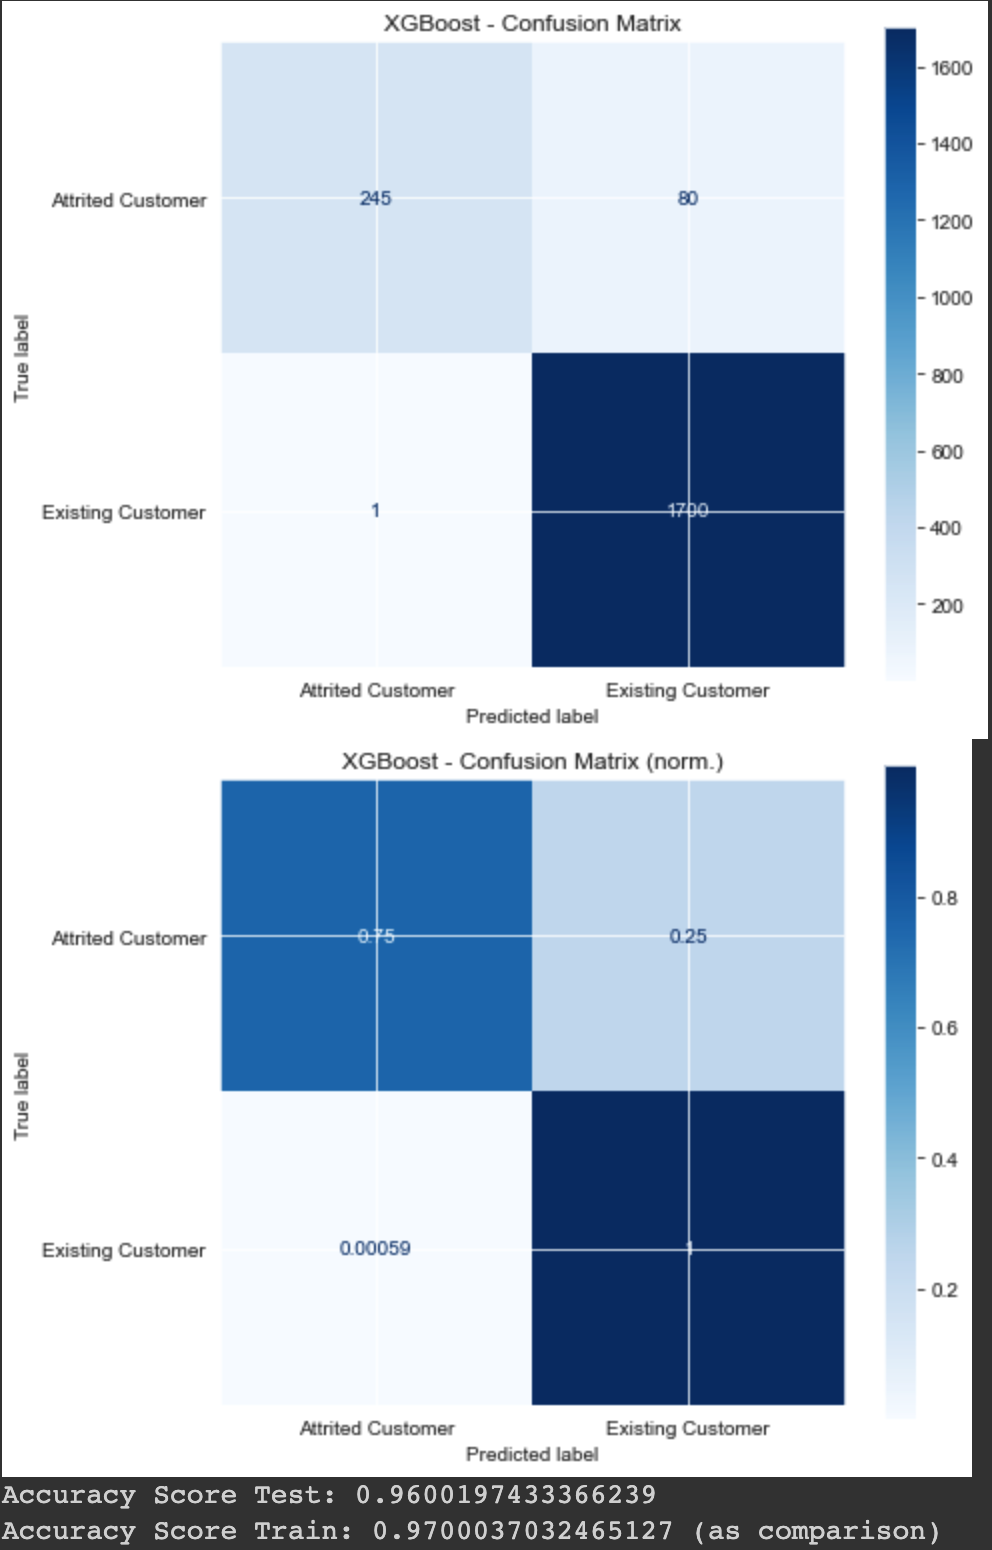 XGBoost - Confusion Matrix
1600
1400
1200
1000
800
600
400
200
True label
Attrited Customer
245
80
Existing Customer
1
1700
Attrited Customer
Existing Customer
Predicted label
XGBoost - Confusion Matrix (norm.)
0.8
0.6
0.4
0.2
True label
Attrited Customer
0.75
0.25
Existing Customer
0.00059
1
Attrited Customer
Existing Customer
Predicted label
Accuracy Score Test: 0.9600197433366239
Accuracy Score Train: 0.9700037032465127 (as comparison)